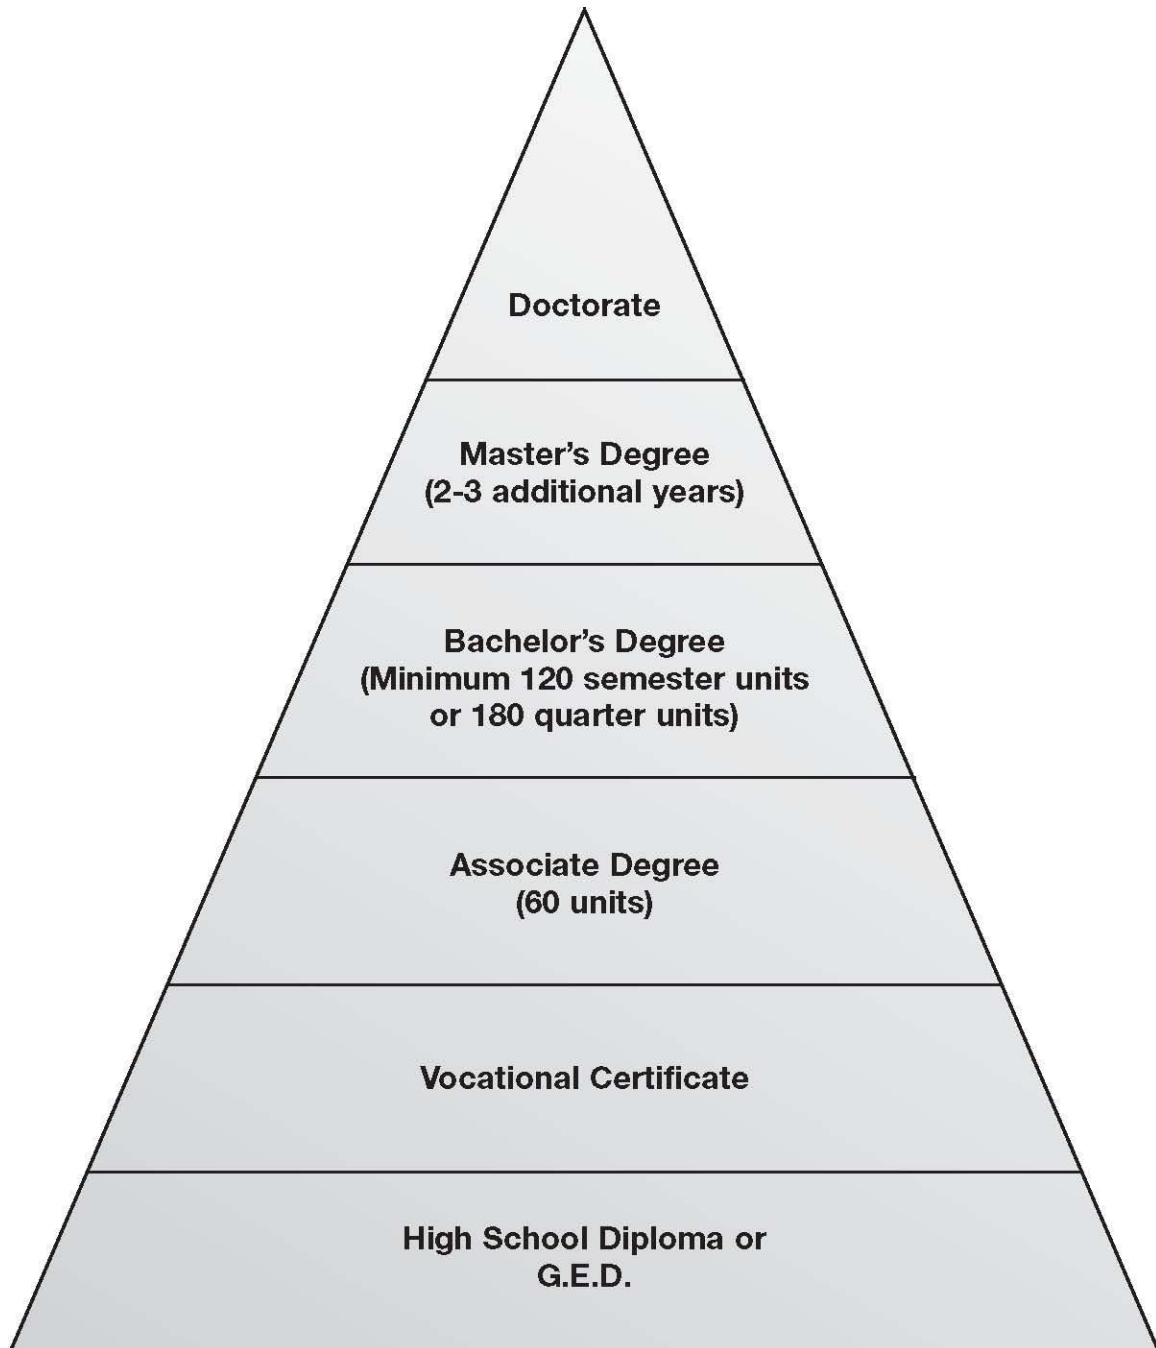 Doctorate
Master’s Degree
(2-3 additional years)
Bachelor’s Degree
(Minimum 120 semester units
or 180 quarter units)
Associate Degree
(60 units)
Vocational Certificate
High School Diploma or
G.E.D.